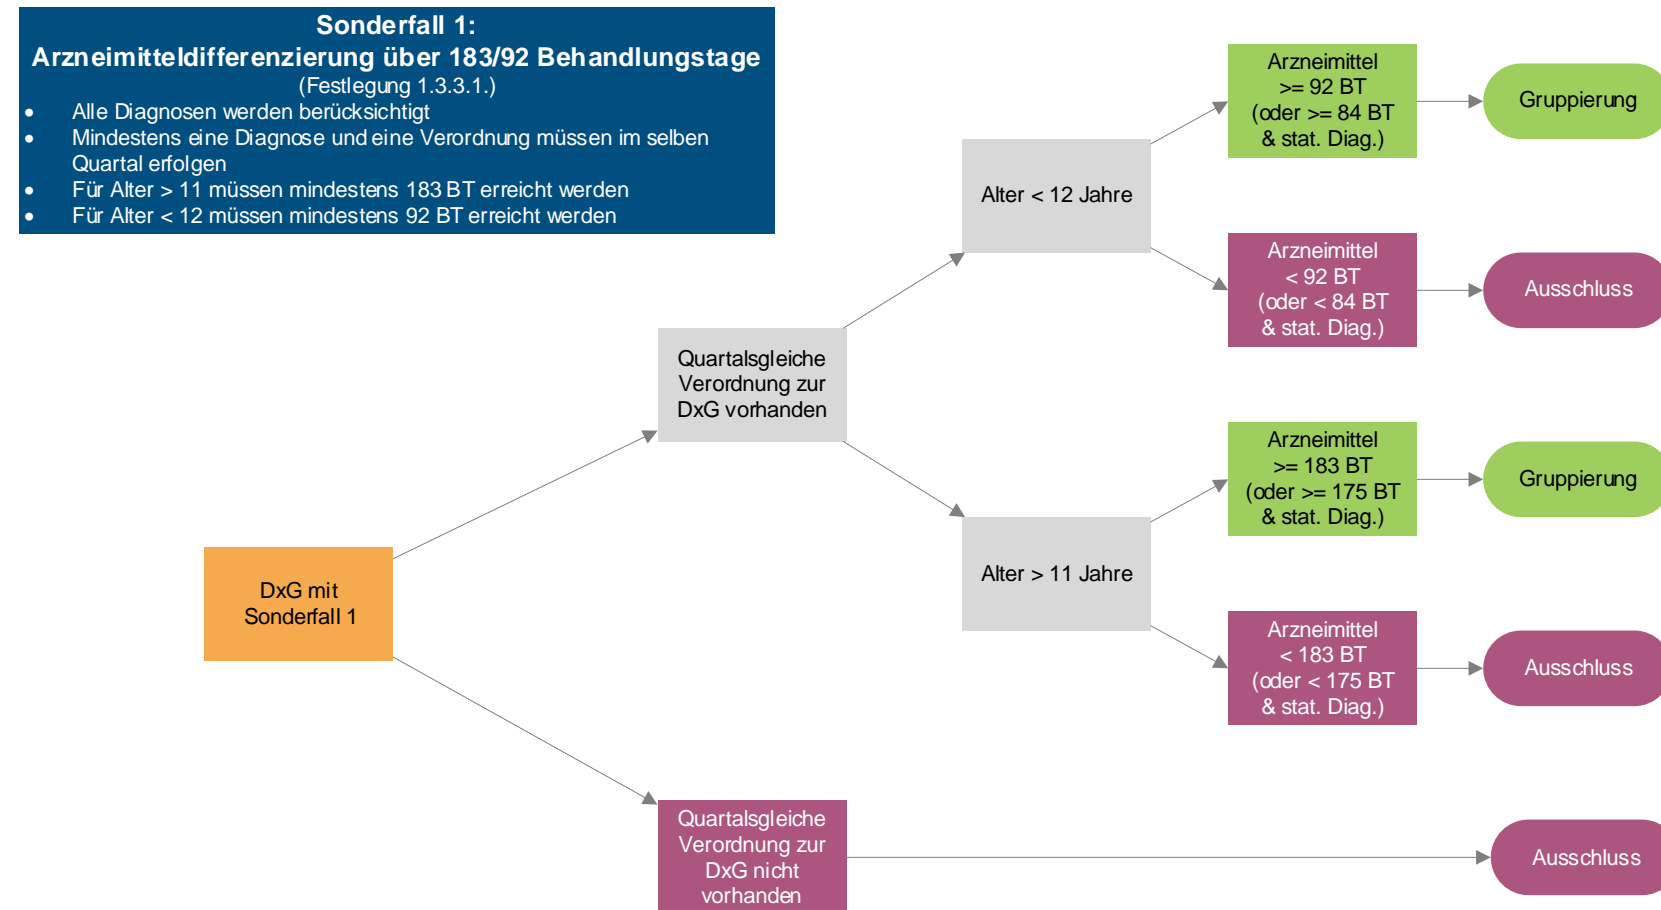 Sonderfall 1:
Arzneimitteldifferenzierung über 183/92 Behandlungstage
(Festlegung 1.3.3.1.)
• Alle Diagnosen werden berücksichtigt
• Mindestens eine Diagnose und eine Verordnung müssen im selben
Quartal erfolgen
• Für Alter > 11 müssen mindestens 183 BT erreicht werden
• Für Alter < 12 müssen mindestens 92 BT erreicht werden
DxG mit
Sonderfall 1
Quartalsgleiche
Verordnung zur
DxG vorhanden
Alter < 12 Jahre
Arzneimittel
>= 92 BT
(oder >= 84 BT
& stat. Diag.)
Gruppierung
Arzneimittel
< 92 BT
(oder < 84 BT
& stat. Diag.)
Ausschluss
Alter > 11 Jahre
Arzneimittel
>= 183 BT
(oder >= 175 BT
& stat. Diag.)
Gruppierung
Arzneimittel
< 183 BT
(oder < 175 BT
& stat. Diag.)
Ausschluss
Quartalsgleiche
Verordnung zur
DxG nicht
vorhanden
Ausschluss